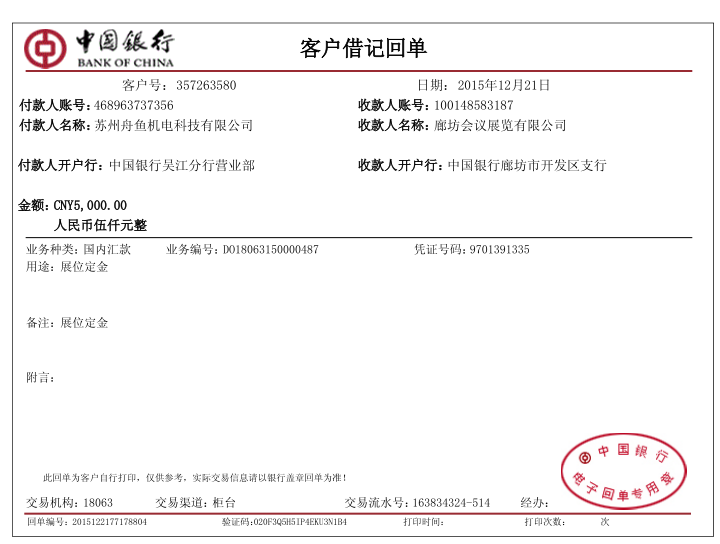 中国银行 客户借记回单
BANK OF CHINA
客户号: 357263580 日期: 2015年12月21日
付款人账号:468963737356 收款人账号:100148583187
付款人名称:苏州舟鱼机电科技有限公司 收款人名称:廊坊会议展览有限公司
付款人开户行:中国银行吴江分行营业部 收款人开户行:中国银行廊坊市开发区支行
金额:CNY5,000.00
人民币伍仟元整
业务种类:国内汇款 业务编号:DO18063150000487 凭证号码:9701391335
用途:展位定金
备注:展位定金
附言:
此回单为客户自行打印,仅供参考,实际交易信息请以银行盖章回单为准!
中国银行
电子回单专用章
交易机构:18063 交易渠道:柜台 交易流水号:163834324-514 经办:
回单编号:2015122177178804 验证码:O20F3Q5H5IP4EKU3N1B4 打印时间: 打印次数: 次